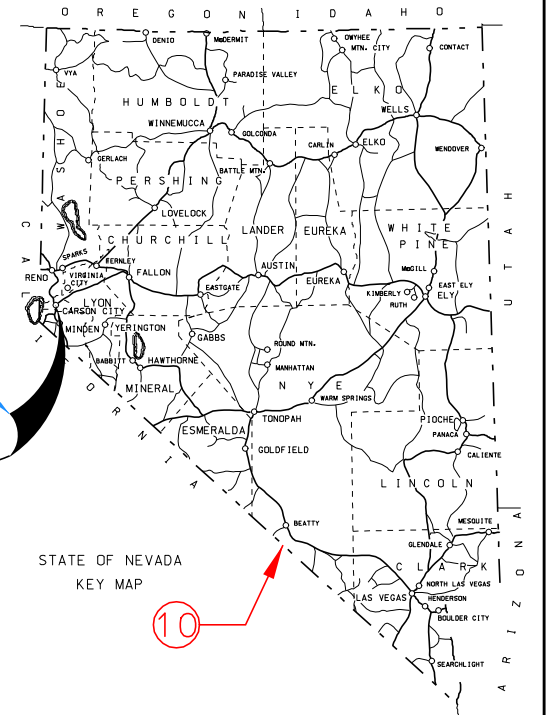 OREGON
IDAHO
DENIO
McDERMIT
OWYHEE
MTN. CITY
CONTACT
VYA
PARADISE VALLEY
HUMBOLDT
ELKO
WELLS
WINNEMUCCA
GOLCONDA
CARLIN
ELKO
WENDOVER
GERLACH
BATTLE MTN.
PERSHING
WASHOE
LOVELOCK
UTAH
CHURCHILL
LANDER
EUREKA
WHITE
PINE
SPARKS
FERNLEY
RENO
VIRGINIA
CITY
FALLON
AUSTIN
EUREKA
McGILL
EASTGATE
KIMBERLY
EAST ELY
ELY
RUTH
LYON
CARSON CITY
MINDEN
YERINGTON
GABBS
ROUND MTN.
BABBITT
HAWTHORNE
MANHATTAN
MINERAL
NYE
WARM SPRINGS
TONOPAH
PIOCHE
PANACA
ESMERALDA
GOLDFIELD
CALIENTE
CALIFORNIA
LINCOLN
BEATTY
MESQUITE
STATE OF NEVADA
KEY MAP
GLENDALE
CLARK
NORTH LAS VEGAS
LAS VEGAS
HENDERSON
BOULDER CITY
10
SEARCHLIGHT
ARIZONA